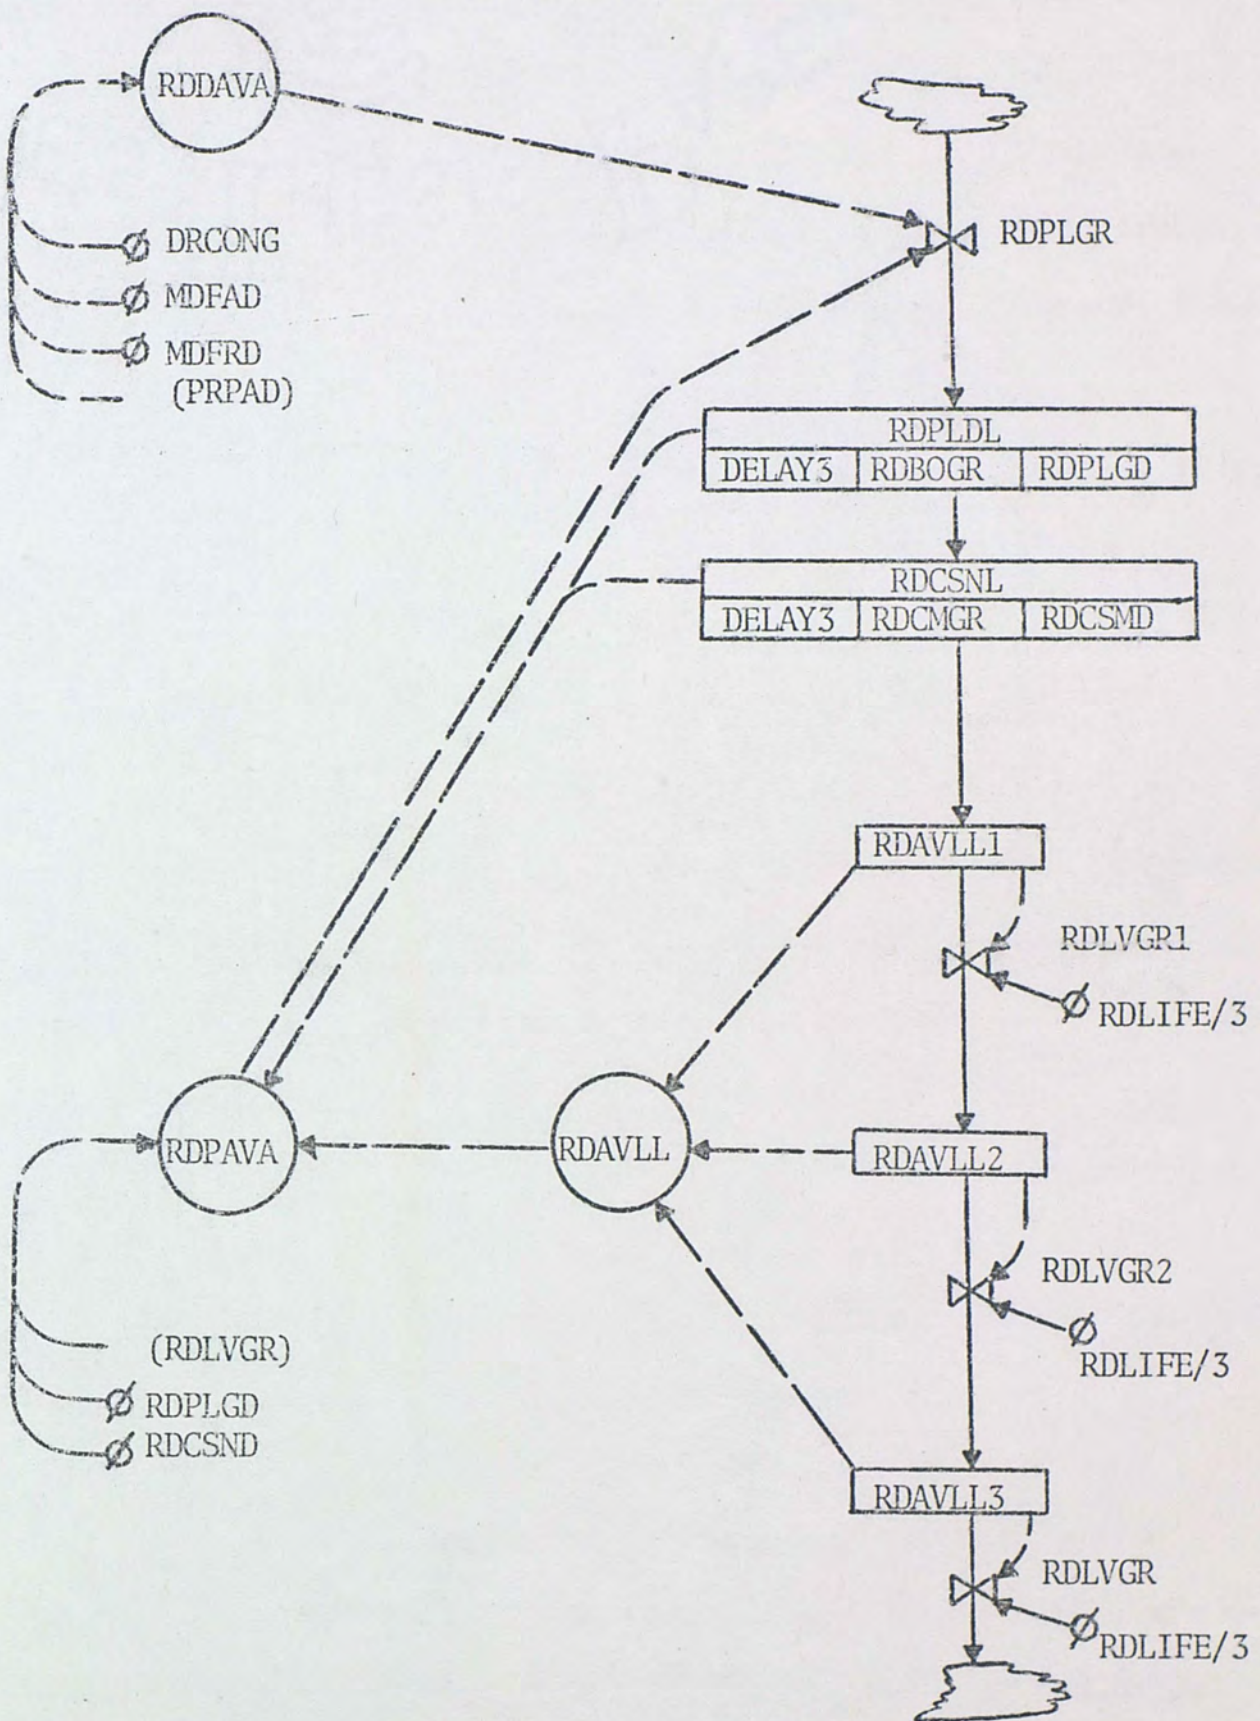 RDDAVA
DRCONG
MDFAD
MDFRD
(PRPAD)
RDPLGR
RDPLDL
DELAY3 RDBOGR RDPLGD
RDCSNL
DELAY3 RDCMGR RDCSMD
RDAVLL1
RDLVGR1
RDLIFE/3
RDPAVA
RDAVLL
RDAVLL2
RDLVGR2
RDLIFE/3
(RDLVGR)
RDPLGD
RDCSND
RDAVLL3
RDLVGR
RDLIFE/3